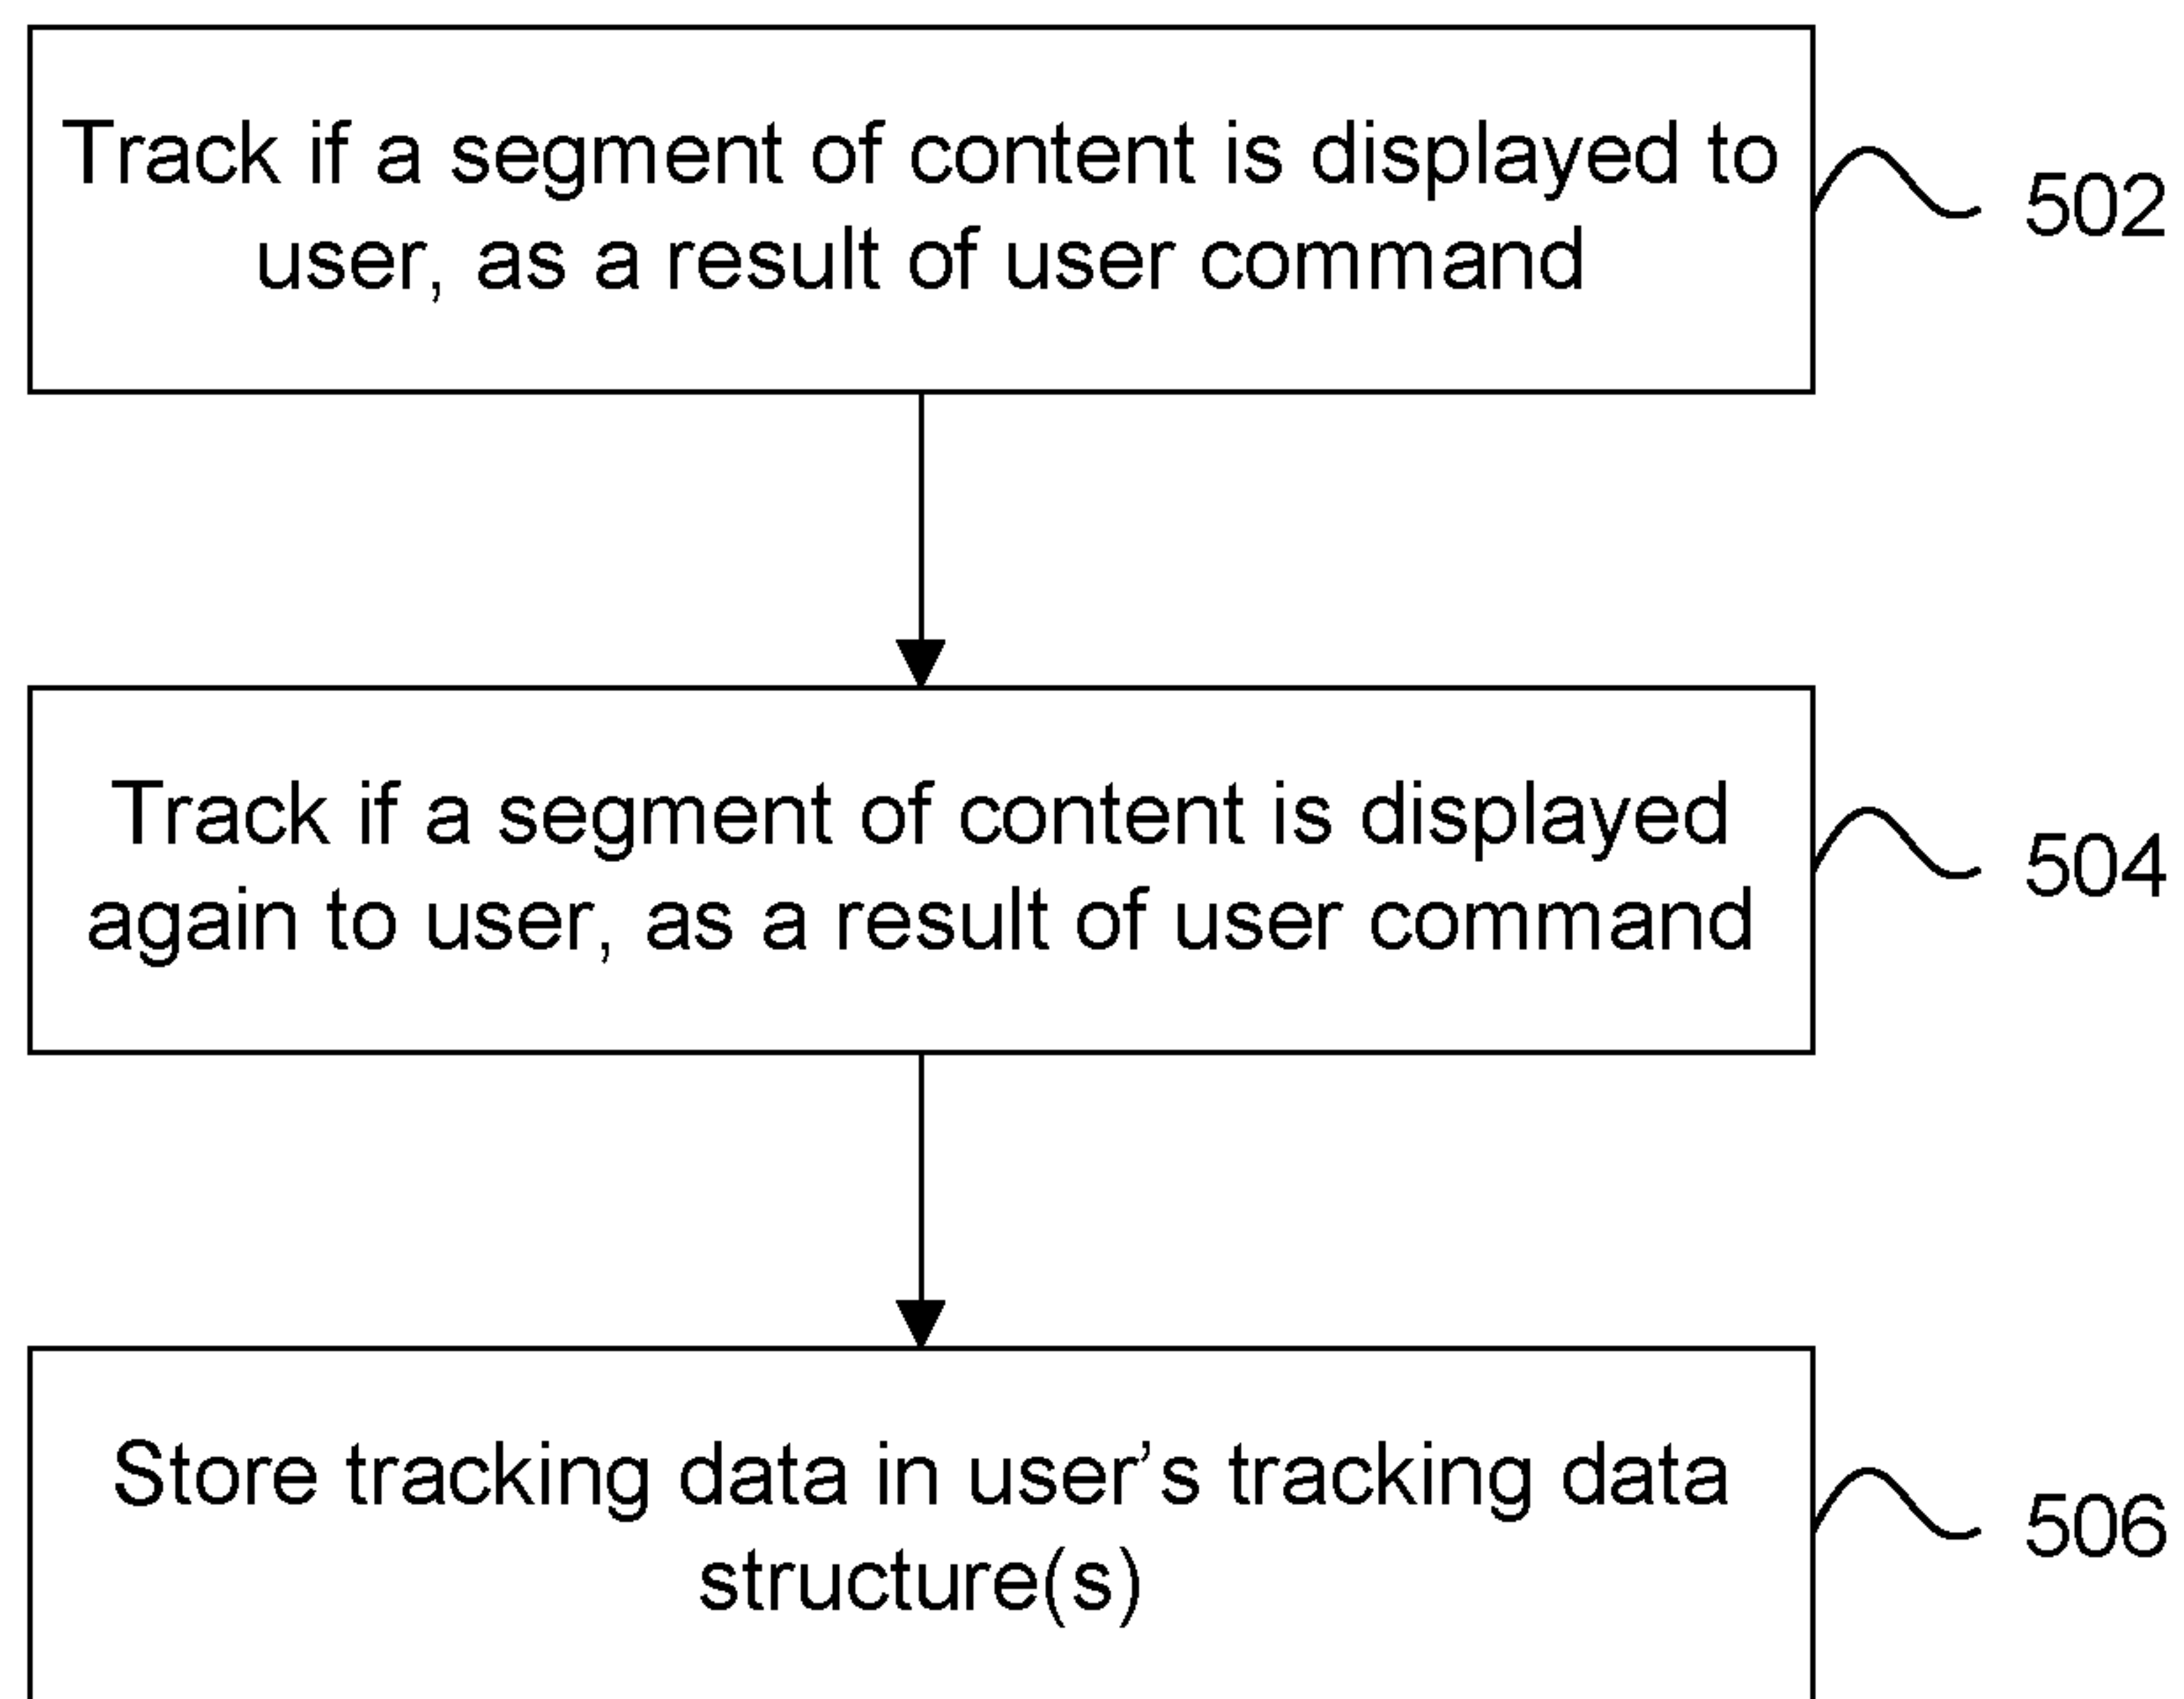 Track if a segment of content is displayed to
user, as a result of user command
502
Track if a segment of content is displayed
again to user, as a result of user command
504
Store tracking data in user’s tracking data
structure(s)
506